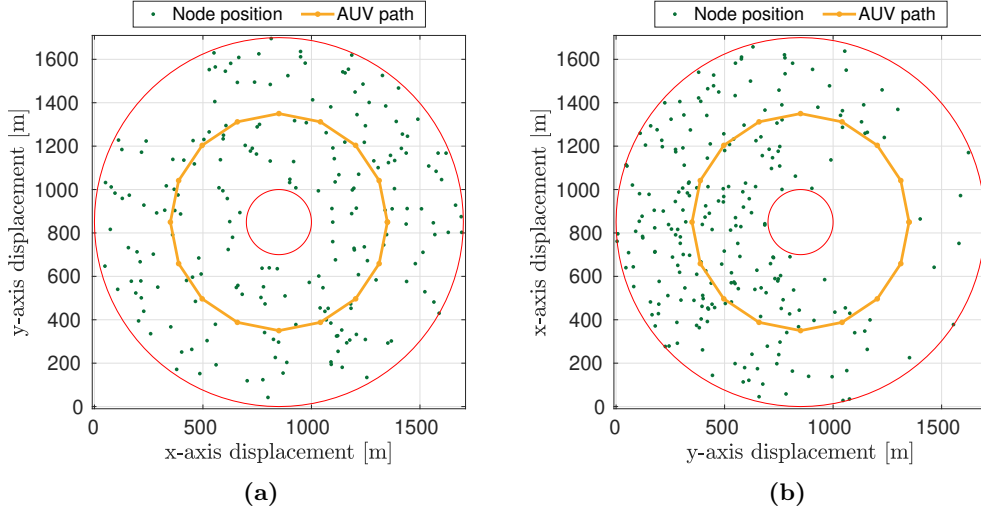 Node position AUV path
1600
1400
1200
1000
800
600
400
200
0
y-axis displacement [m]
0 500 1000 1500
x-axis displacement [m]
(a)
Node position AUV path
1600
1400
1200
1000
800
600
400
200
0
x-axis displacement [m]
0 500 1000 1500
y-axis displacement [m]
(b)